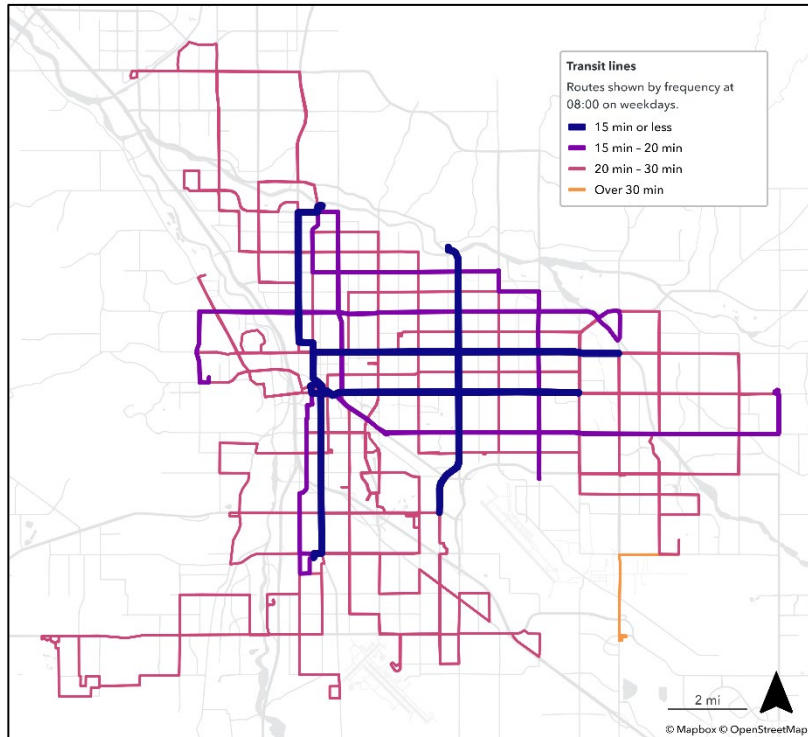 Transit lines
Routes shown by frequency at
08:00 on weekdays.
15 min or less
15 min – 20 min
20 min – 30 min
Over 30 min
2 mi
© Mapbox © OpenStreetMap